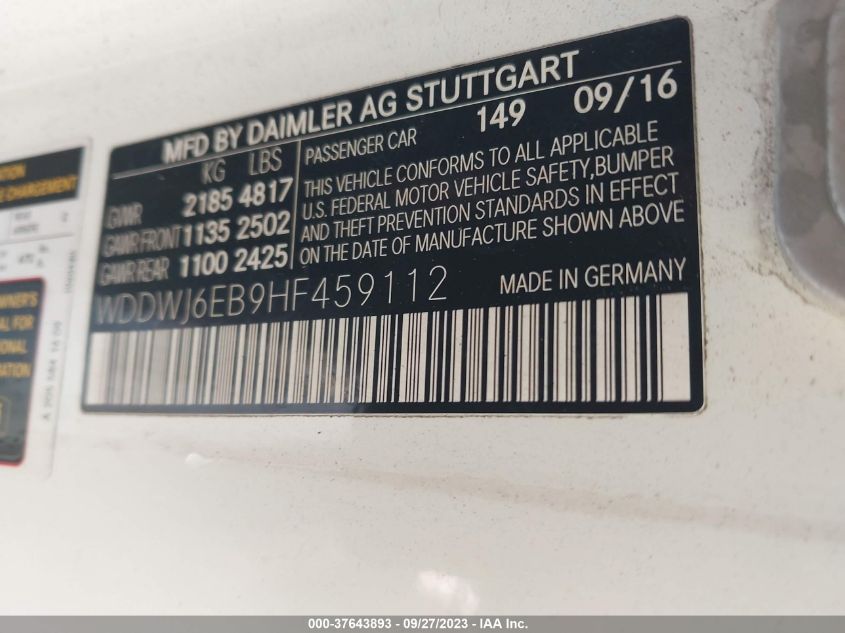 MFD BY DAIMLER AG STUTTGART
KG LBS
GVWR 2185 4817
GAWR FRONT 1135 2502
GAWR REAR 1100 2425
PASSENGER CAR 149 09/16
THIS VEHICLE CONFORMS TO ALL APPLICABLE
U.S. FEDERAL MOTOR VEHICLE SAFETY, BUMPER
AND THEFT PREVENTION STANDARDS IN EFFECT
ON THE DATE OF MANUFACTURE SHOWN ABOVE
WDDWJ6EB9HF459112 MADE IN GERMANY
000-37643893 - 09/27/2023 - IAA Inc.